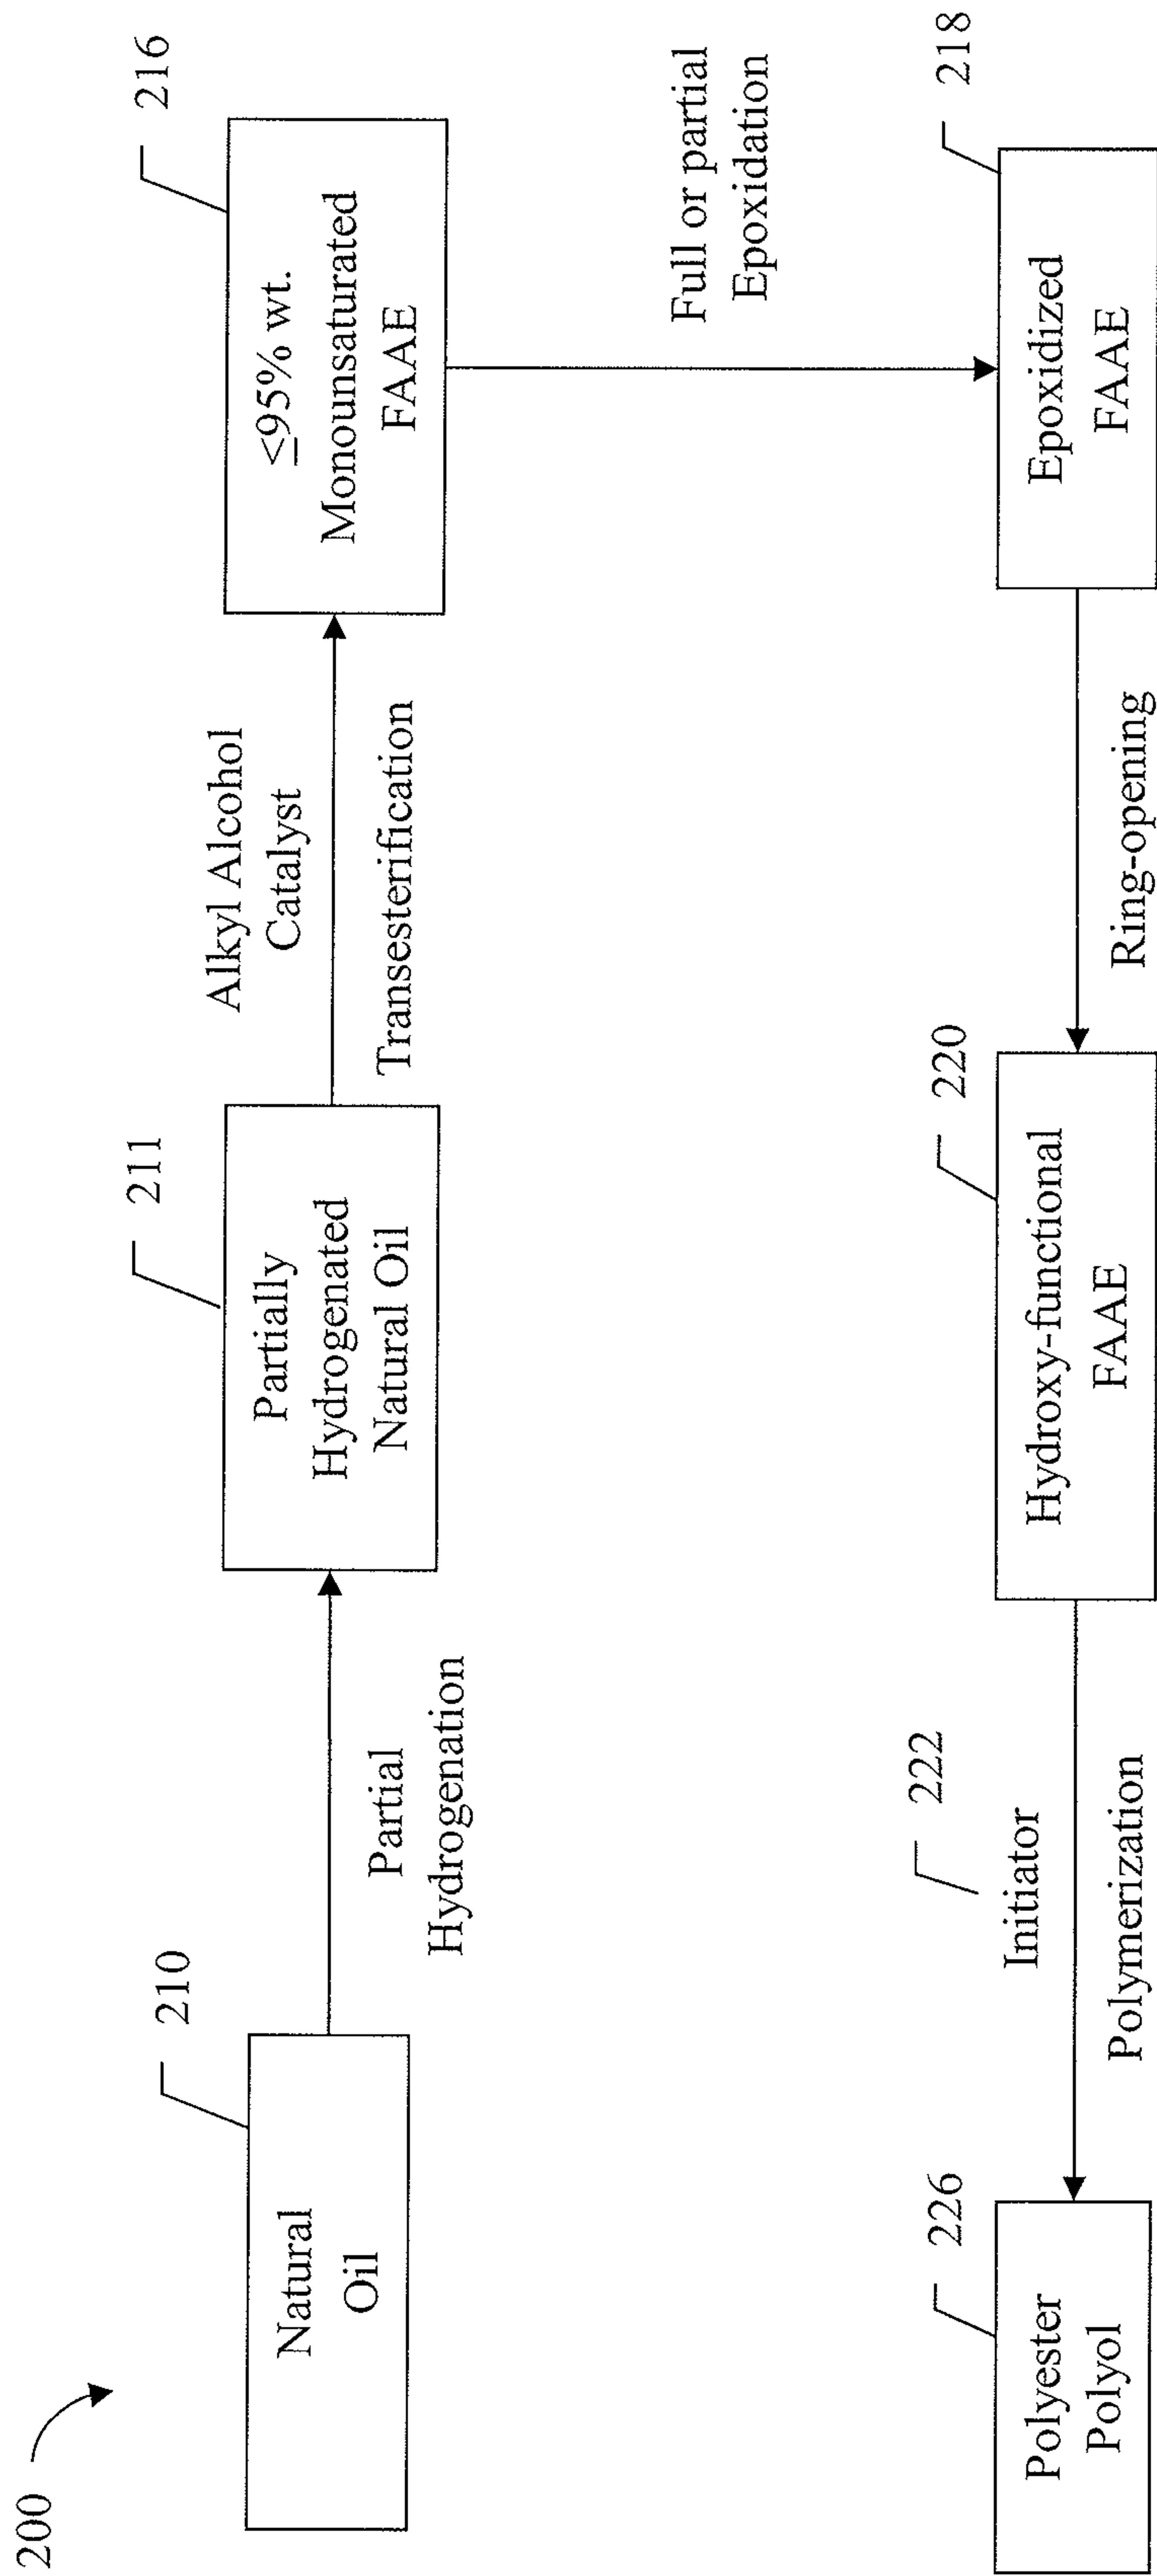 200
210
Natural
Oil
Partial
Hydrogenation
211
Partially
Hydrogenated
Natural Oil
Alkyl Alcohol
Catalyst
Transesterification
216
≤95% wt.
Monounsaturated
FAAE
Full or partial
Epoxidation
218
Epoxidized
FAAE
Ring-opening
220
Hydroxy-functional
FAAE
222
Initiator
Polymerization
226
Polyester
Polyol